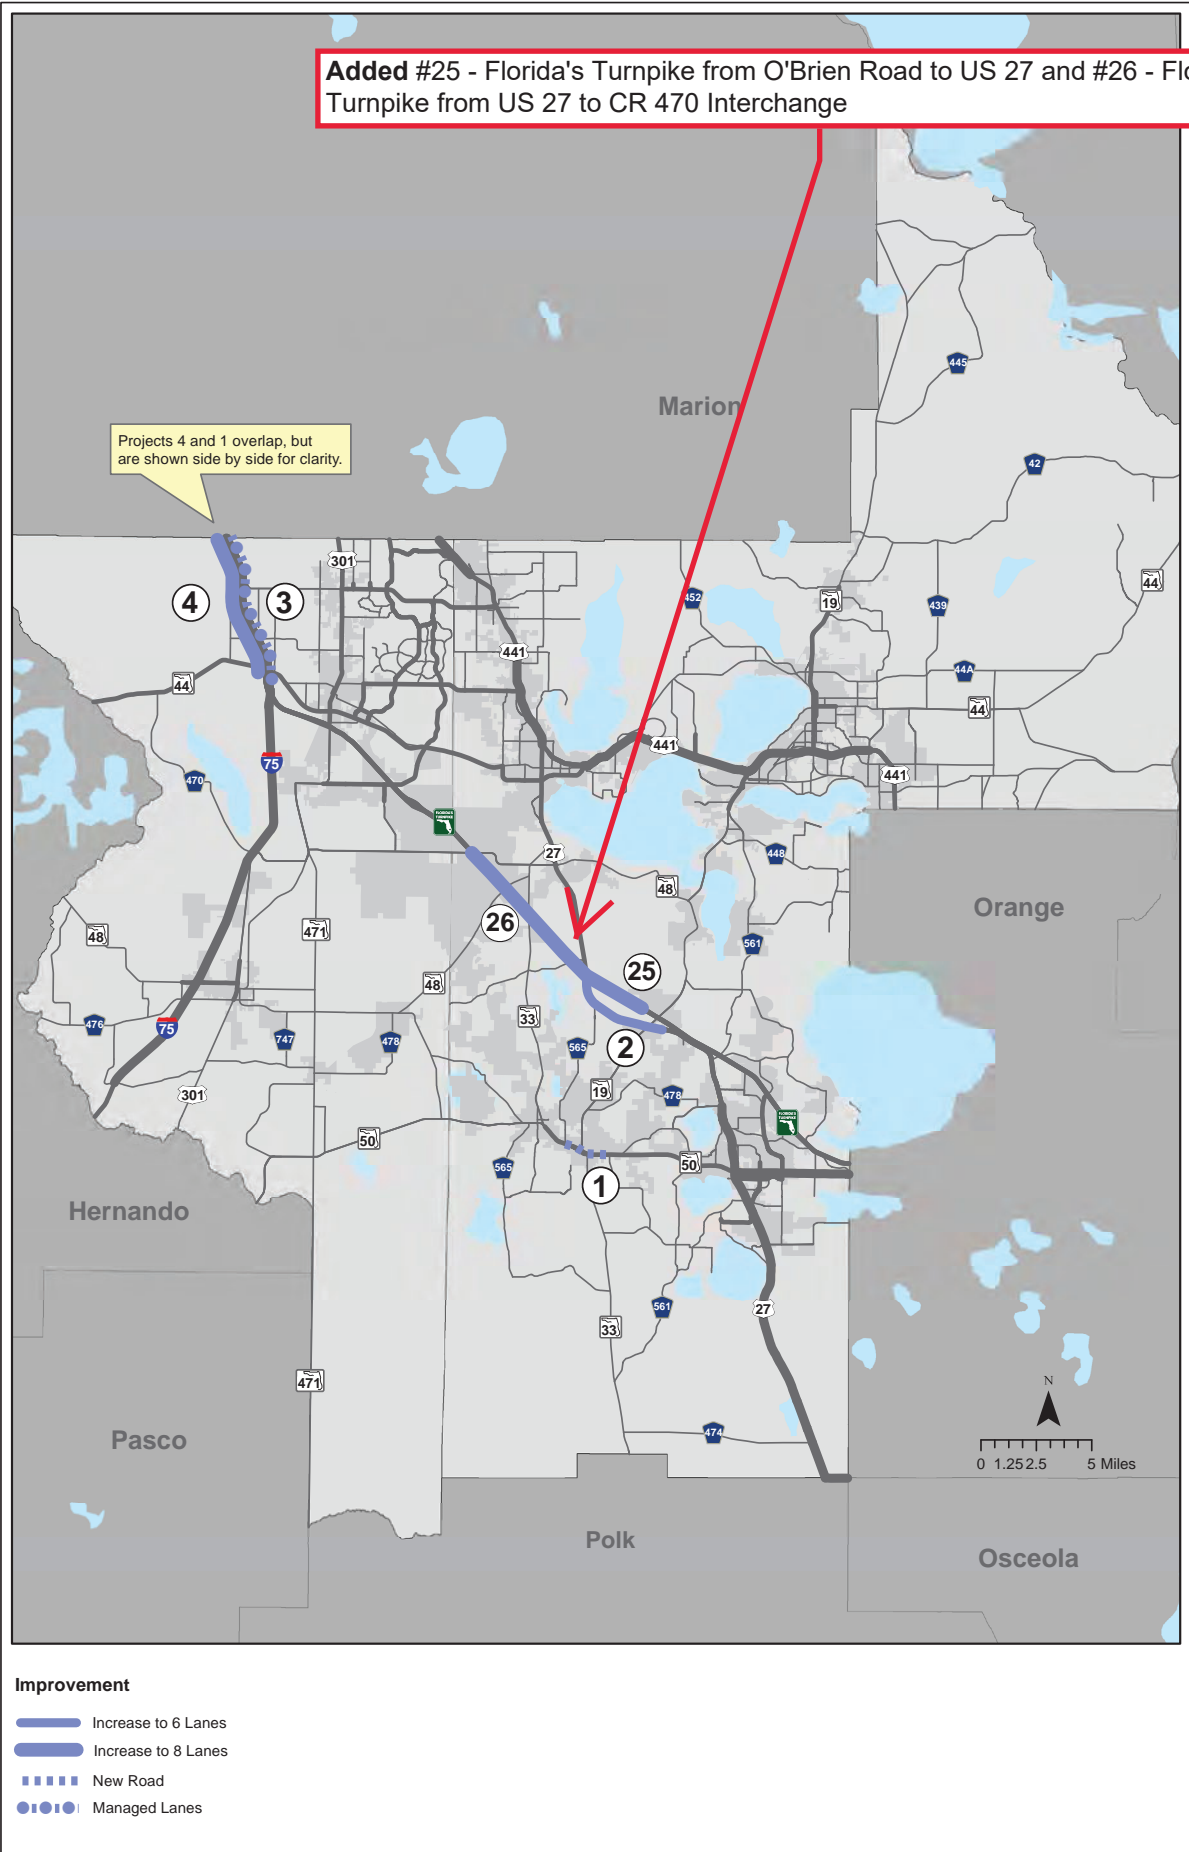 Added #25 - Florida's Turnpike from O'Brien Road to US 27 and #26 - Flo
Turnpike from US 27 to CR 470 Interchange
445
Marion
Projects 4 and 1 overlap, but
are shown side by side for clarity.
42
301
44
4
3
452
19
439
441
44A
44
44
441
75
470
441
FLORIDA'S
TURNPIKE
27
448
48
Orange
26
471
48
561
25
48
33
476
75
747
478
565
2
301
19
478
FLORIDA'S
TURNPIKE
50
565
50
1
Hernando
561
27
33
471
474
Pasco
N
0 1.25 2.5 5 Miles
Polk
Osceola
Improvement
Increase to 6 Lanes
Increase to 8 Lanes
New Road
Managed Lanes